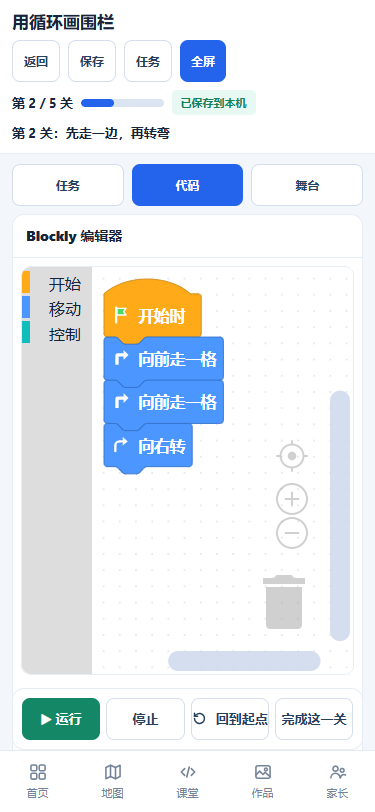 用循环画围栏
返回 保存 任务 全屏
第 2 / 5 关 已保存到本机
第 2 关：先走一边，再转弯
任务 代码 舞台
Blockly 编辑器
开始
移动
控制
开始时
向前走一格
向前走一格
向右转
运行 停止 回到起点 完成这一关
首页 地图 课堂 作品 家长